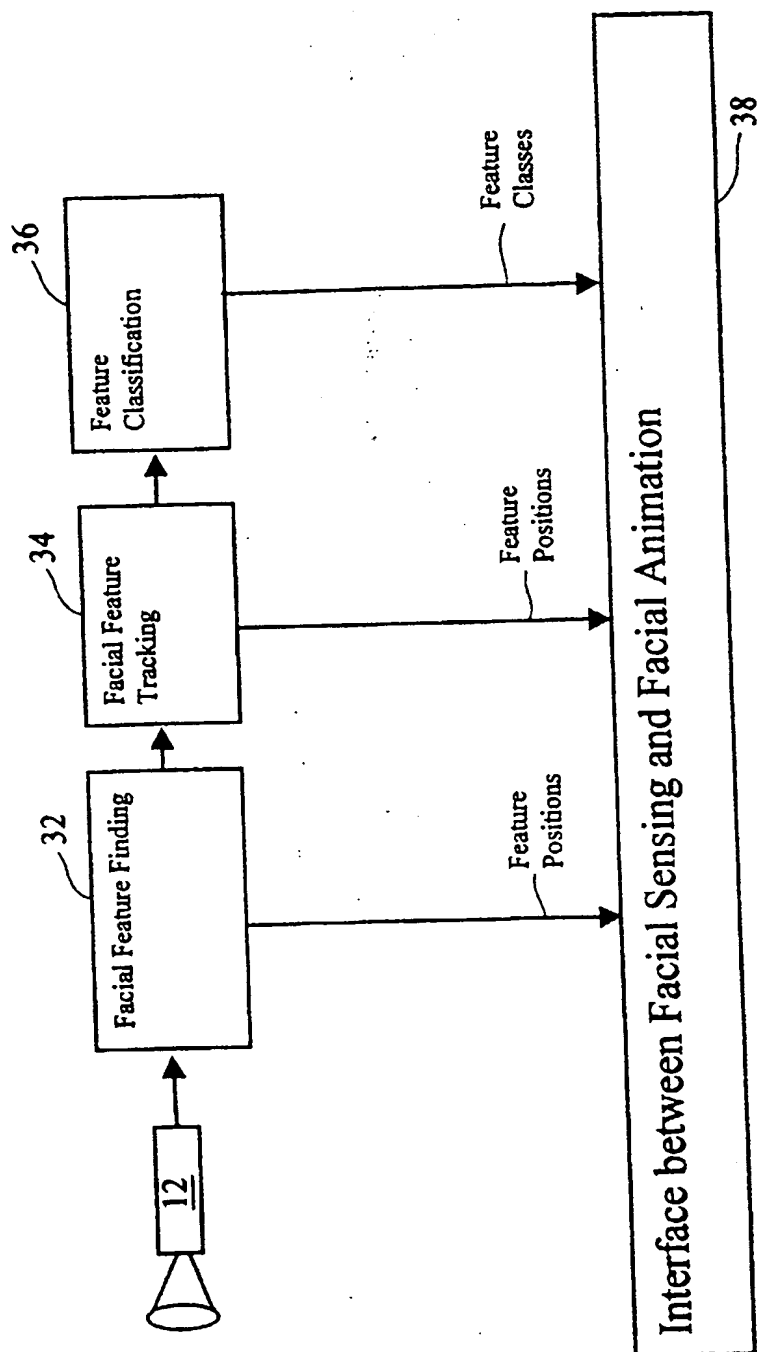 12
32
Facial Feature Finding
34
Facial Feature
Tracking
36
Feature
Classification
Feature
Positions
Feature
Positions
Feature
Classes
Interface between Facial Sensing and Facial Animation
38